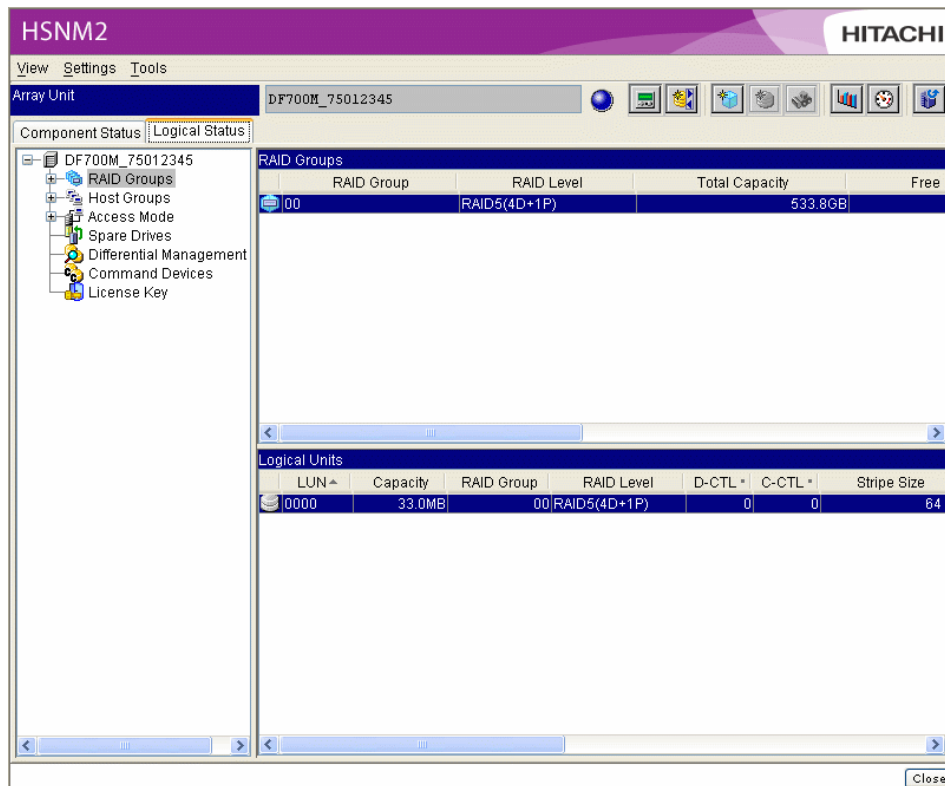 HSNM2
HITACHI
View Settings Tools
Array Unit
DF700M_75012345
Component Status Logical Status
DF700M_75012345
RAID Groups
Host Groups
Access Mode
Spare Drives
Differential Management
Command Devices
License Key
RAID Groups
RAID Group RAID Level Total Capacity Free
00 RAID5(4D+1P) 533.8GB
Logical Units
LUN Capacity RAID Group RAID Level D-CTL * C-CTL * Stripe Size
0000 33.0MB 00 RAID5(4D+1P) 0 0 64
Close